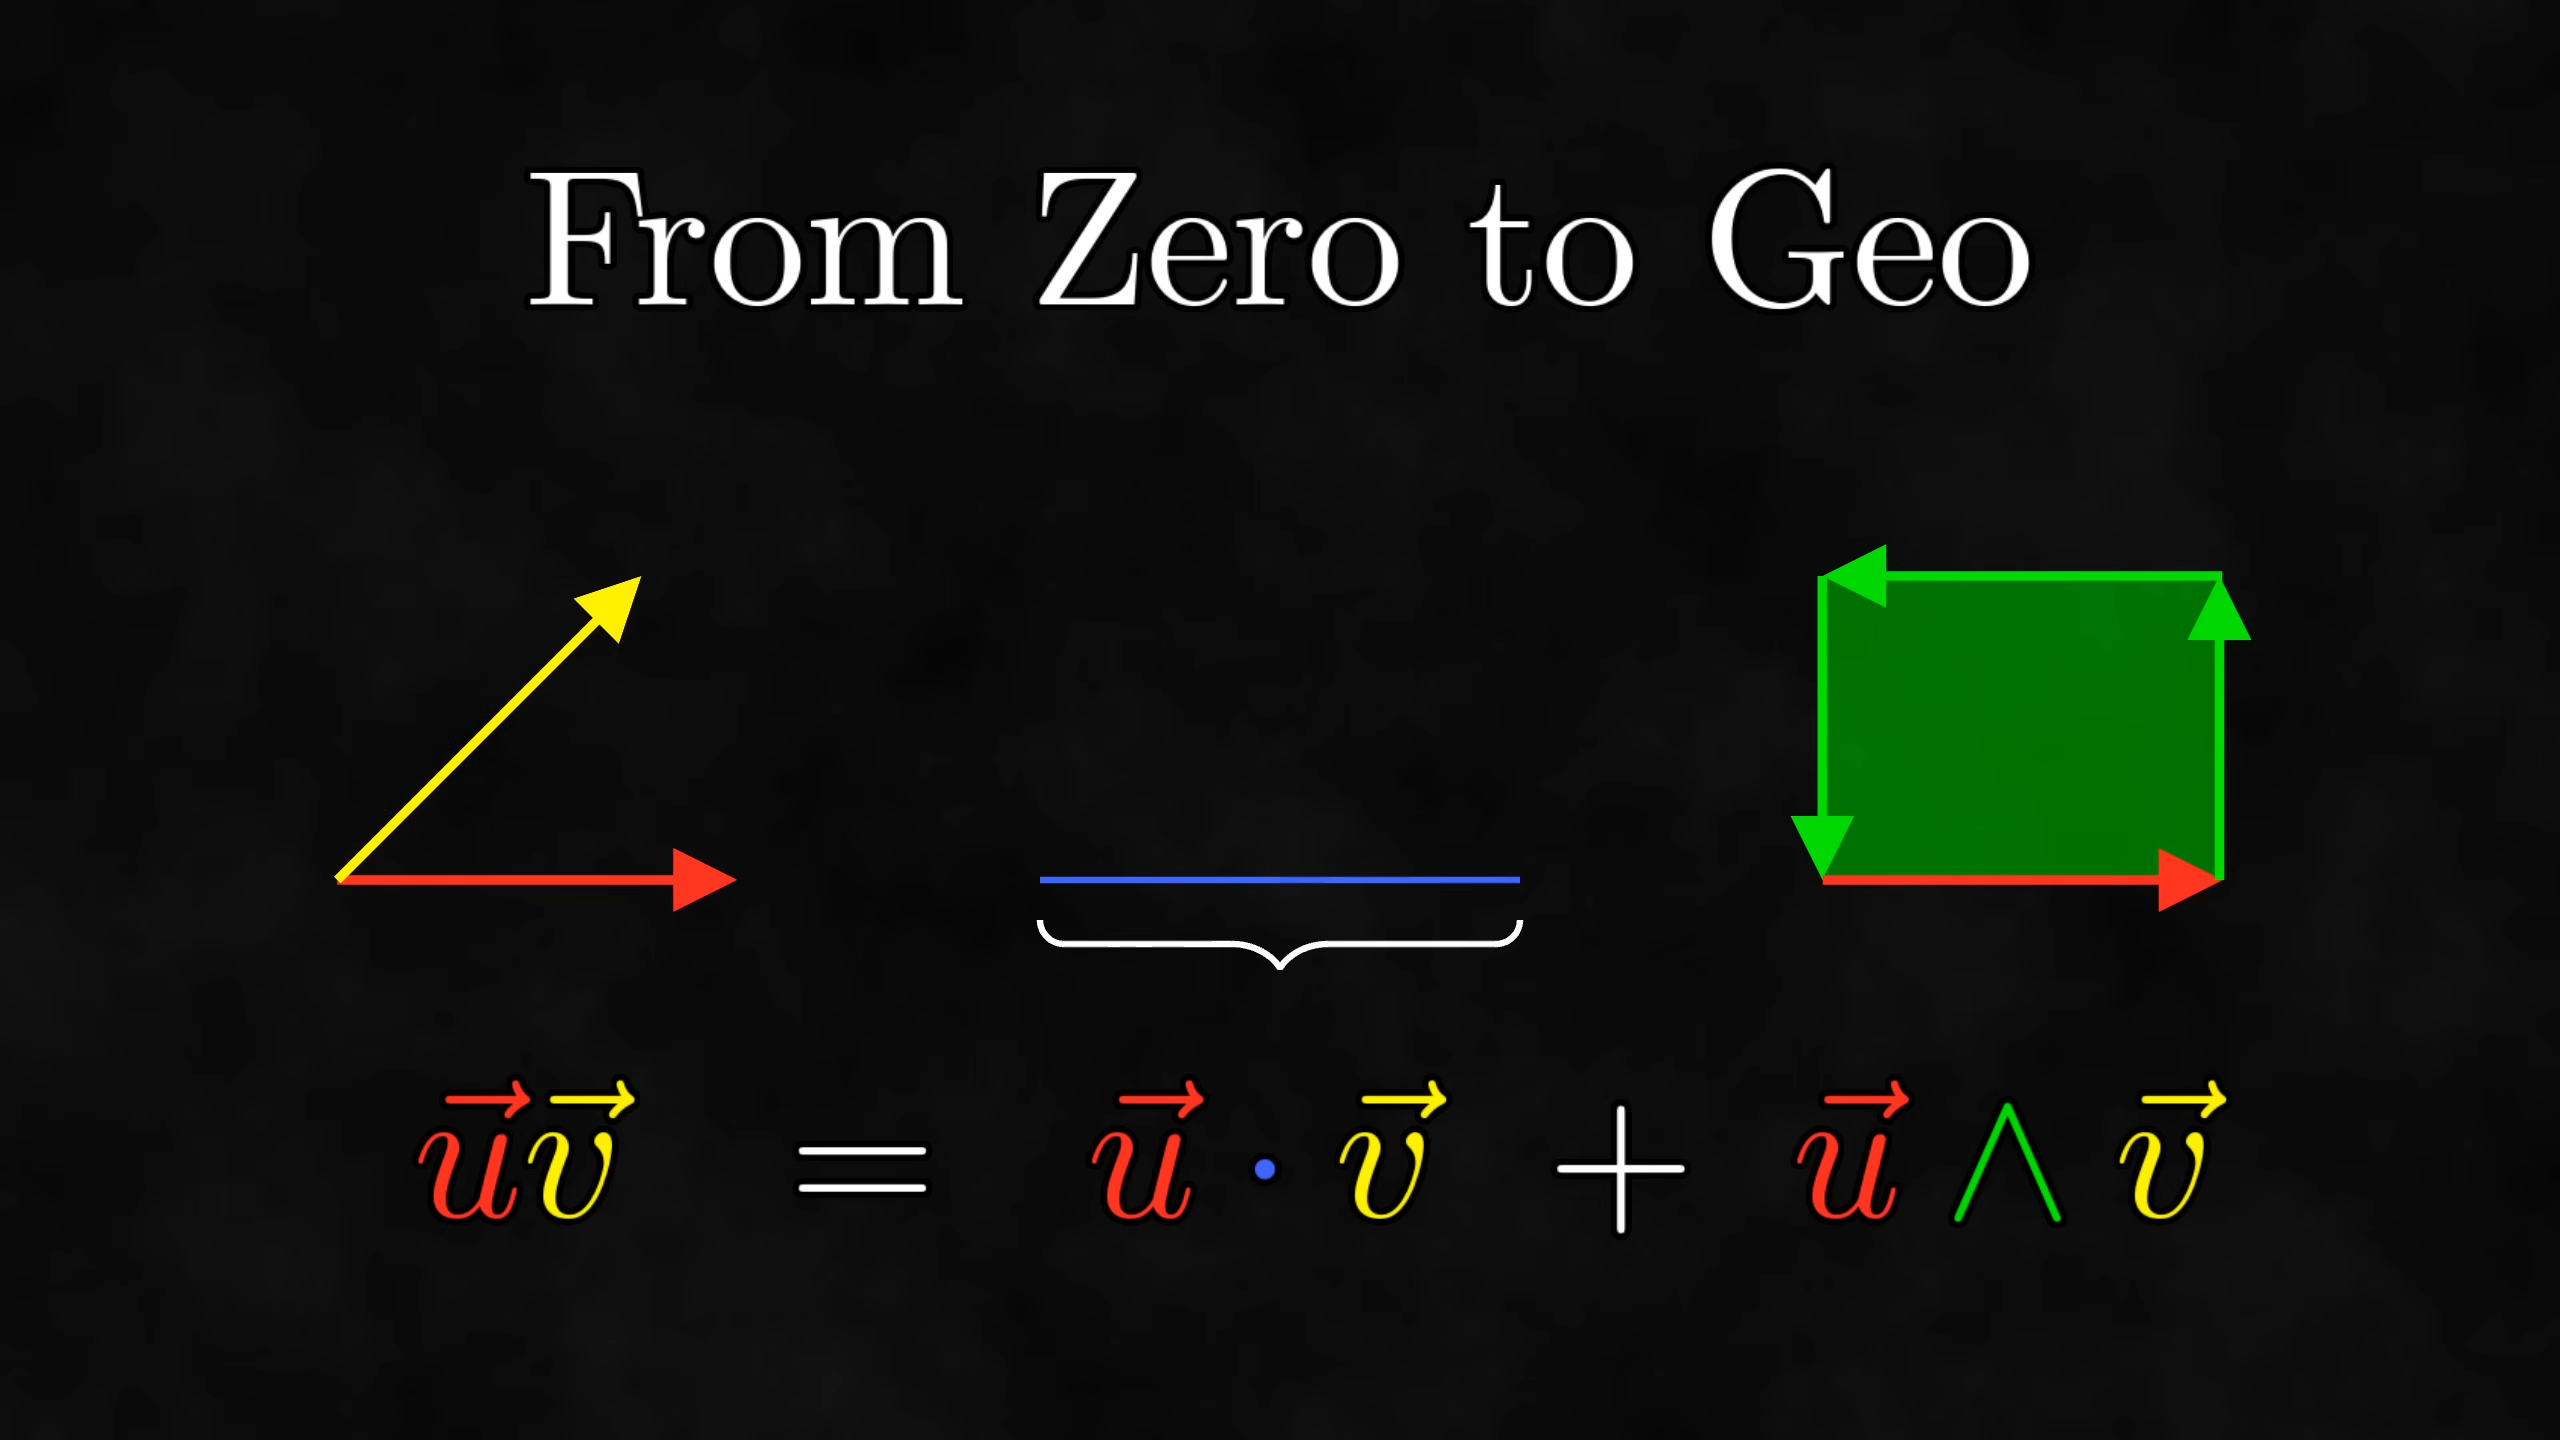 From Zero to Geo
u⃗v⃗ = u⃗ · v⃗ + u⃗ ∧ v⃗